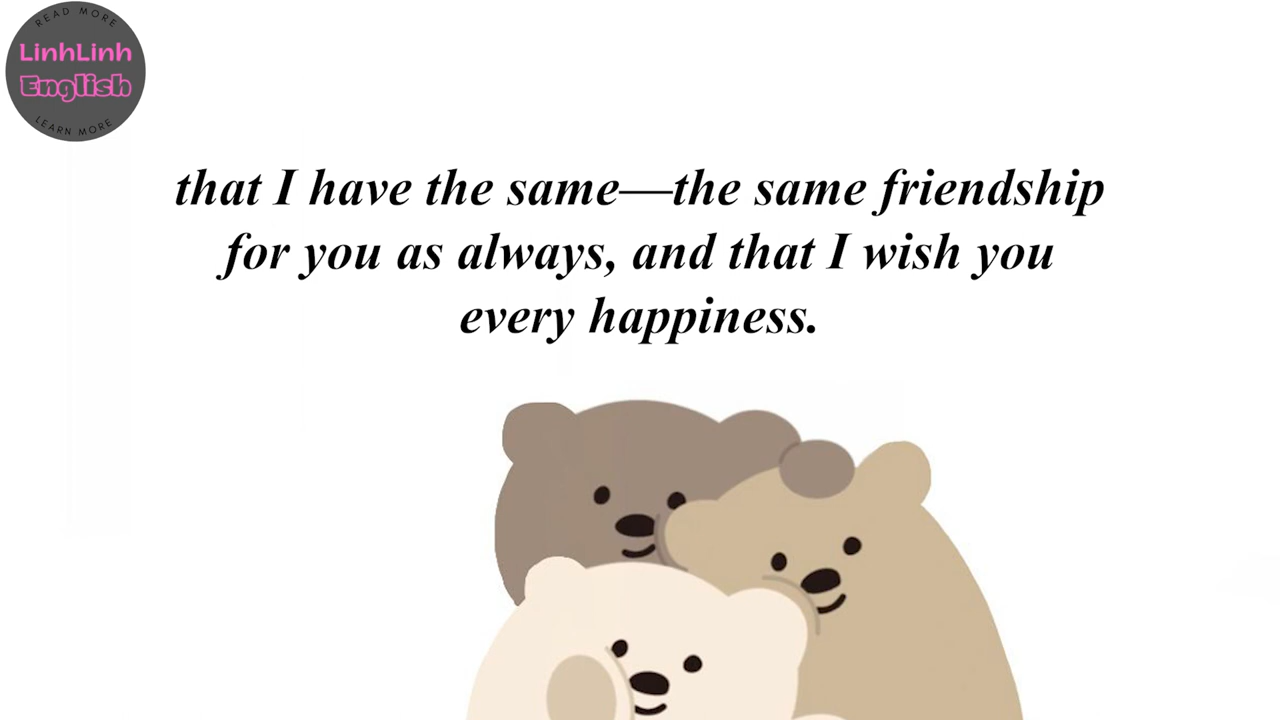 READ MORE
LinhLinh
English
LEARN MORE
that I have the same—the same friendship
for you as always, and that I wish you
every happiness.